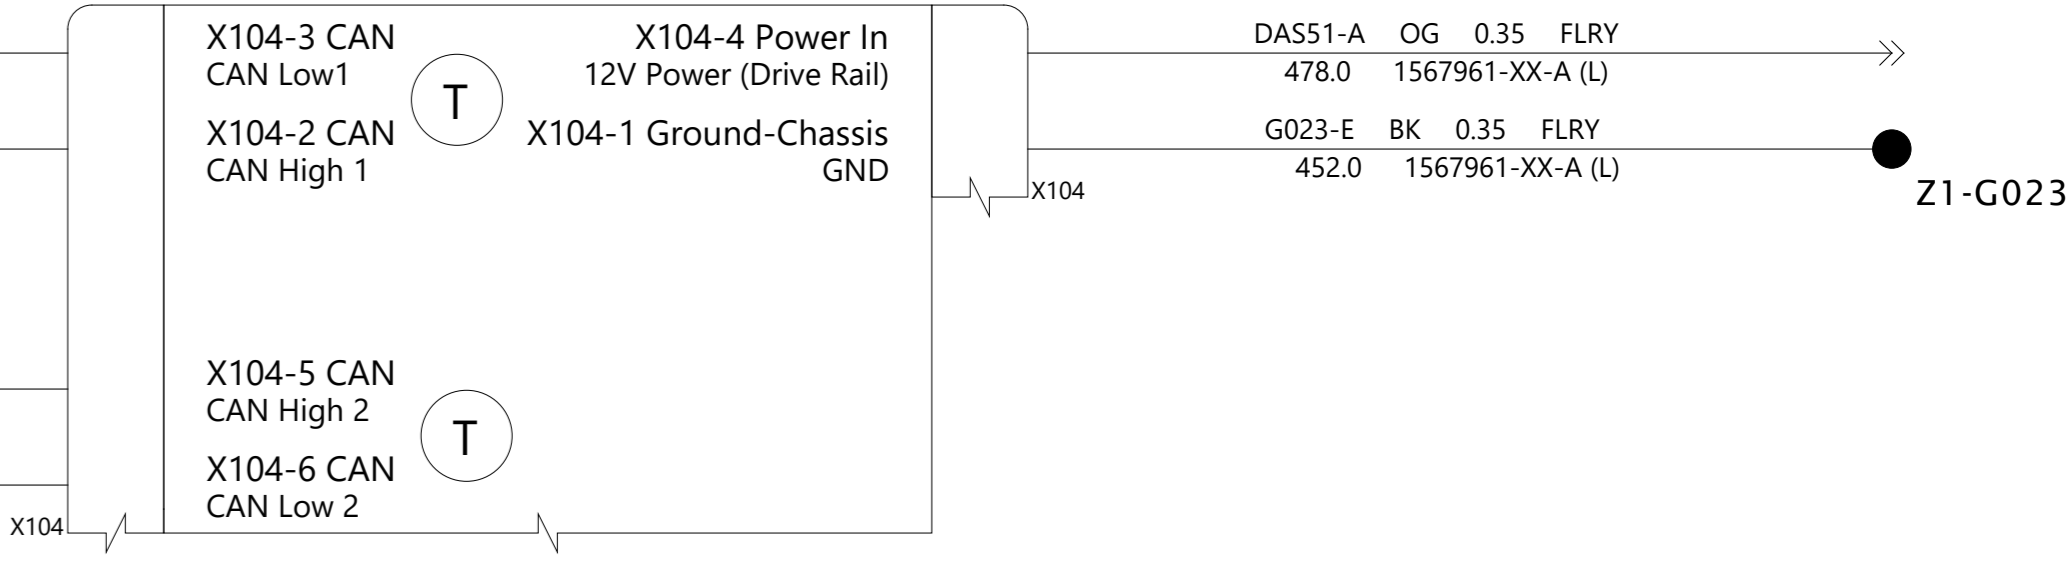 X104-3 CAN
CAN Low1
T
X104-2 CAN
CAN High 1
X104-4 Power In
12V Power (Drive Rail)
X104-1 Ground-Chassis
GND
X104
DAS51-A OG 0.35 FLRY
478.0 1567961-XX-A (L)
G023-E BK 0.35 FLRY
452.0 1567961-XX-A (L)
Z1-G023
X104-5 CAN
CAN High 2
T
X104-6 CAN
CAN Low 2
X104